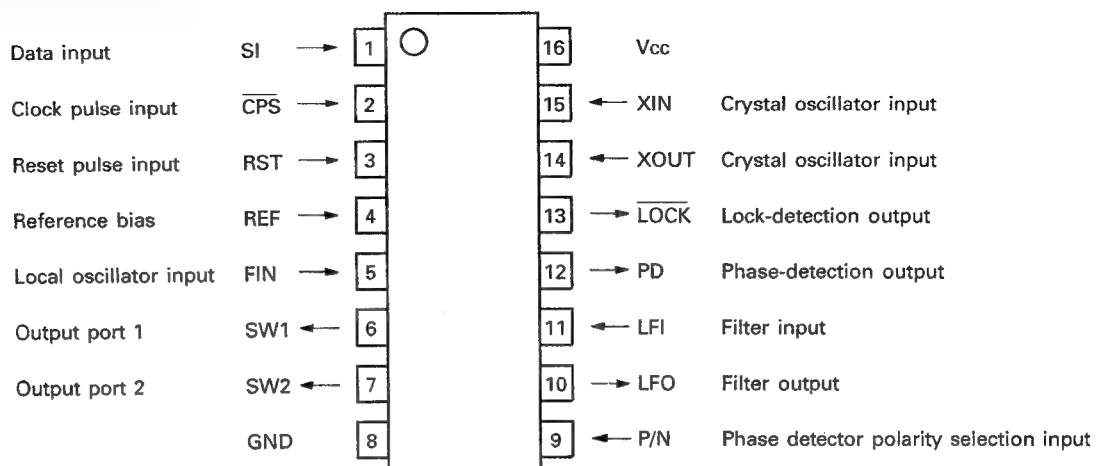 Data input SI 1 16 Vcc
Clock pulse input C̅P̅S̅ 2 15 XIN Crystal oscillator input
Reset pulse input RST 3 14 XOUT Crystal oscillator input
Reference bias REF 4 13 L̅O̅C̅K̅ Lock-detection output
Local oscillator input FIN 5 12 PD Phase-detection output
Output port 1 SW1 6 11 LFI Filter input
Output port 2 SW2 7 10 LFO Filter output
GND 8 9 P/N Phase detector polarity selection input